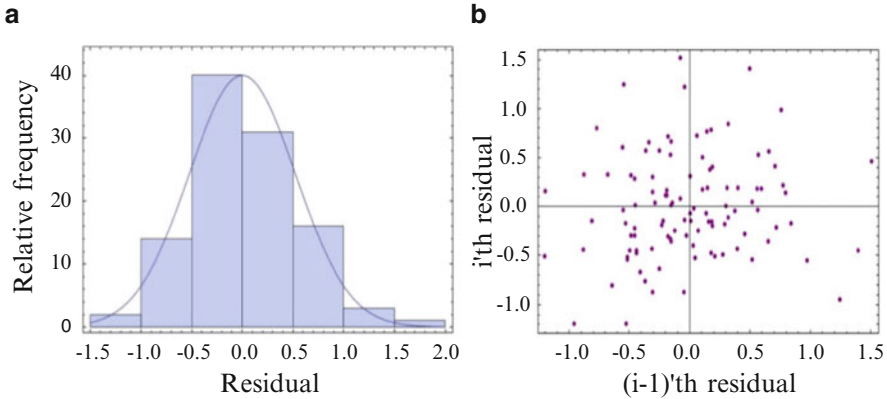 a
Relative frequency
40
30
20
10
0
-1.5 -1.0 -0.5 0.0 0.5 1.0 1.5 2.0
Residual
b
i'th residual
1.5
1.0
0.5
0.0
-0.5
-1.0
-1.0 -0.5 0.0 0.5 1.0 1.5
(i-1)'th residual